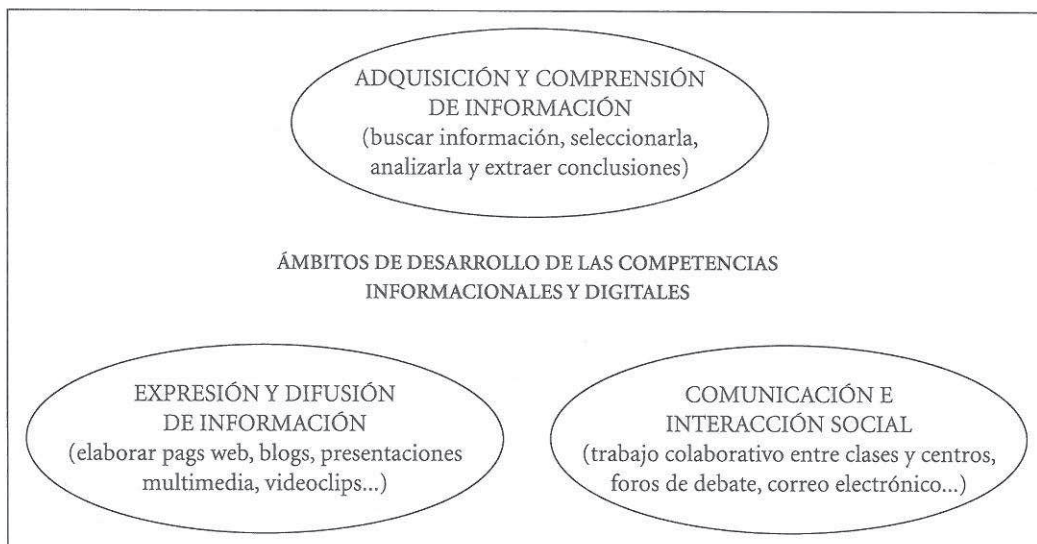 ADQUISICIÓN Y COMPRENSIÓN
DE INFORMACIÓN
(buscar información, seleccionarla,
analizarla y extraer conclusiones)
ÁMBITOS DE DESARROLLO DE LAS COMPETENCIAS
INFORMACIONALES Y DIGITALES
EXPRESIÓN Y DIFUSIÓN
DE INFORMACIÓN
(elaborar pags web, blogs, presentaciones
multimedia, videoclips...)
COMUNICACIÓN E
INTERACCIÓN SOCIAL
(trabajo colaborativo entre clases y centros,
foros de debate, correo electrónico...)